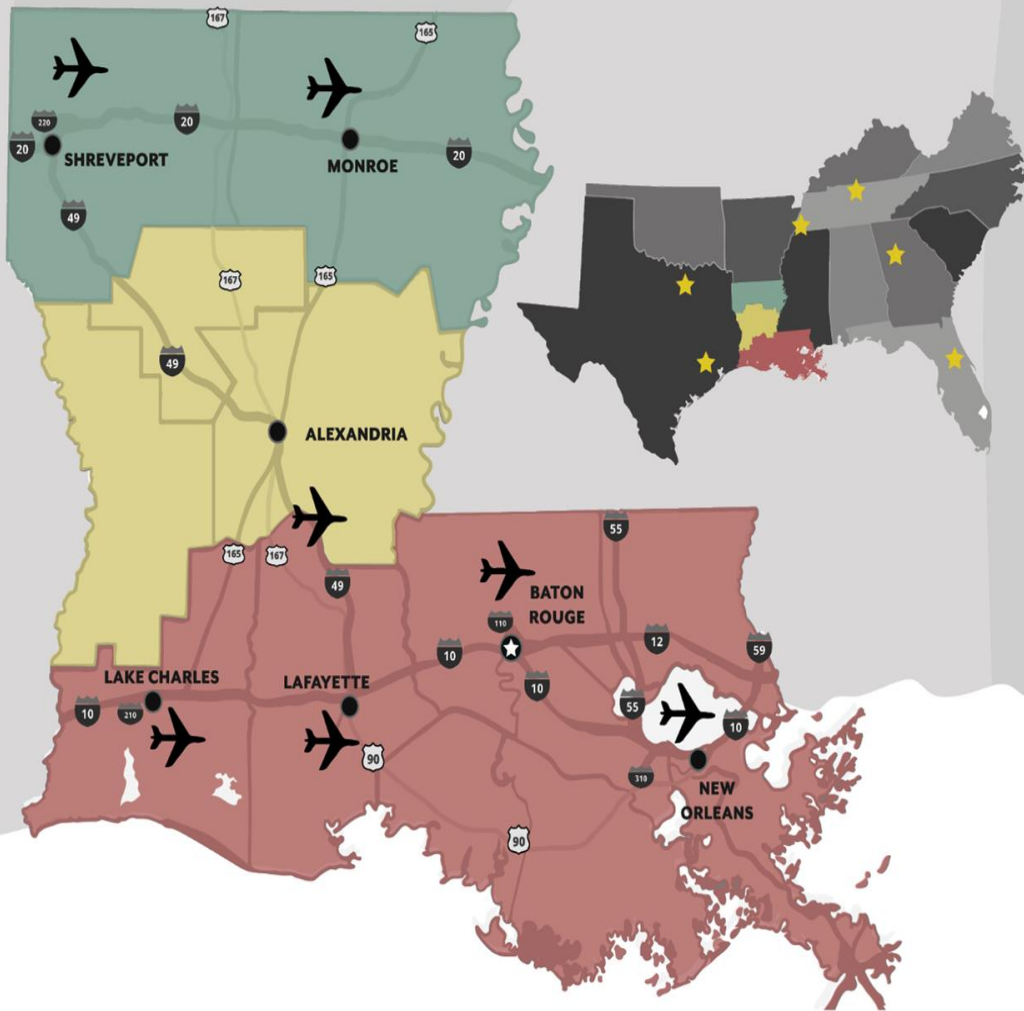 167
165
220
20
20
20
SHREVEPORT
MONROE
49
167
165
49
ALEXANDRIA
55
165
167
49
BATON
ROUGE
110
10
12
59
LAKE CHARLES
LAFAYETTE
10
10
210
55
10
90
310
NEW
ORLEANS
90